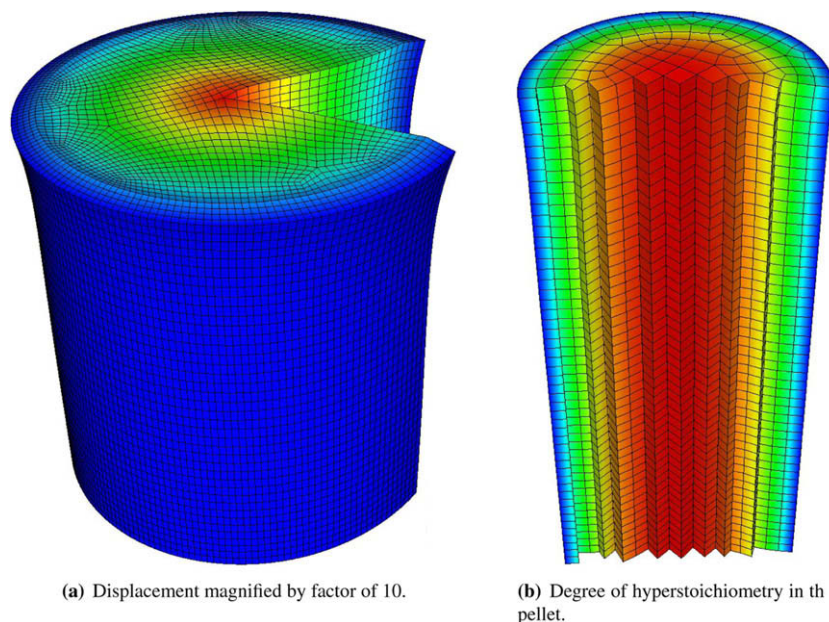 (a) Displacement magnified by factor of 10.
(b) Degree of hyperstoichiometry in th
pellet.